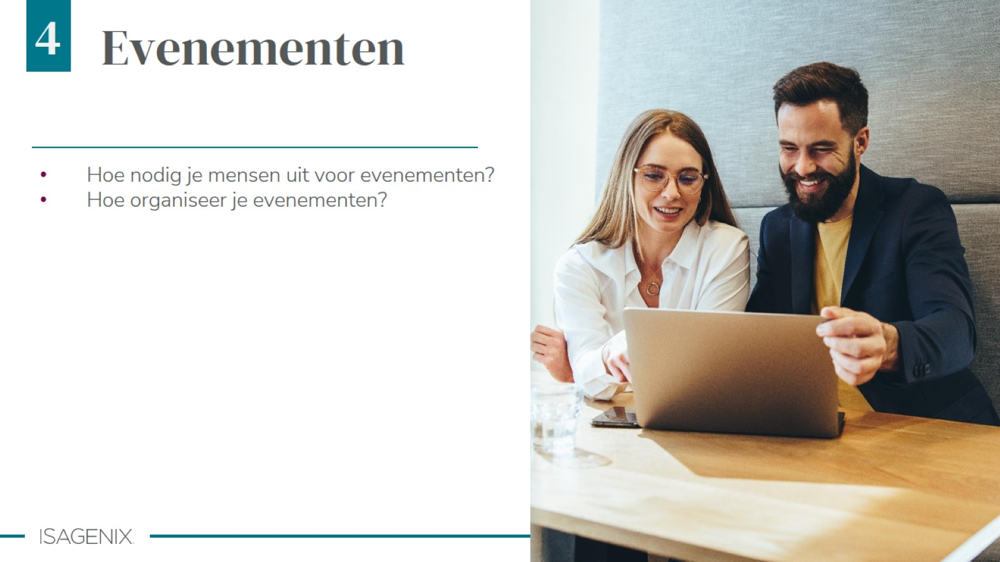 4
Evenementen
• Hoe nodig je mensen uit voor evenementen?
• Hoe organiseer je evenementen?
ISAGENIX